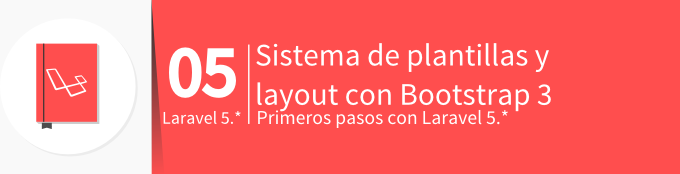 05
Sistema de plantillas y
layout con Bootstrap 3
Laravel 5.*
Primeros pasos con Laravel 5.*